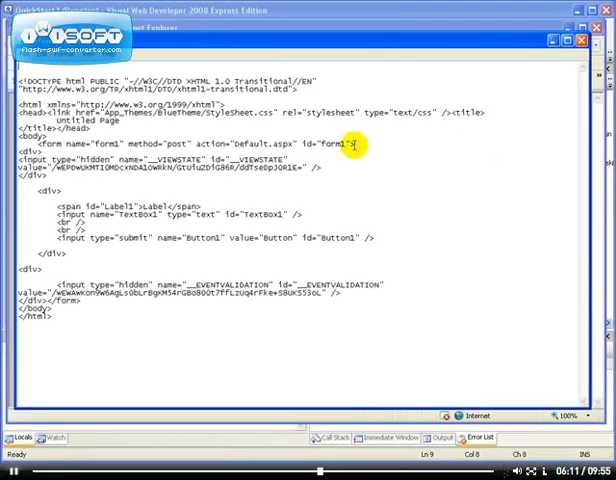 QuickStart2 (Running) - Visual Web Developer 2008 Express Edition
Internet Explorer
iWiSOFT
flash-swf-converter.com
<!DOCTYPE html PUBLIC "-//W3C//DTD XHTML 1.0 Transitional//EN"
"http://www.w3.org/TR/xhtml1/DTD/xhtml1-transitional.dtd">
<html xmlns="http://www.w3.org/1999/xhtml">
<head><link href="App_Themes/BlueTheme/StyleSheet.css" rel="stylesheet" type="text/css" /><title>
Untitled Page
</title></head>
<body>
<form name="form1" method="post" action="Default.aspx" id="form1">
<div>
<input type="hidden" name="__VIEWSTATE" id="__VIEWSTATE"
</div>
<div>
<span id="Label1">Label</span>
<input name="TextBox1" type="text" id="TextBox1" />
<br />
<br />
<input type="submit" name="Button1" value="Button" id="Button1" />
</div>
<div>
<input type="hidden" name="__EVENTVALIDATION" id="__EVENTVALIDATION"
</div></form>
</body>
</html>
Internet
100%
Locals
Watch
Call Stack
Immediate Window
Output
Error List
Ready
Ln 9
Col 8
Ch 8
INS
06:11 / 09:55